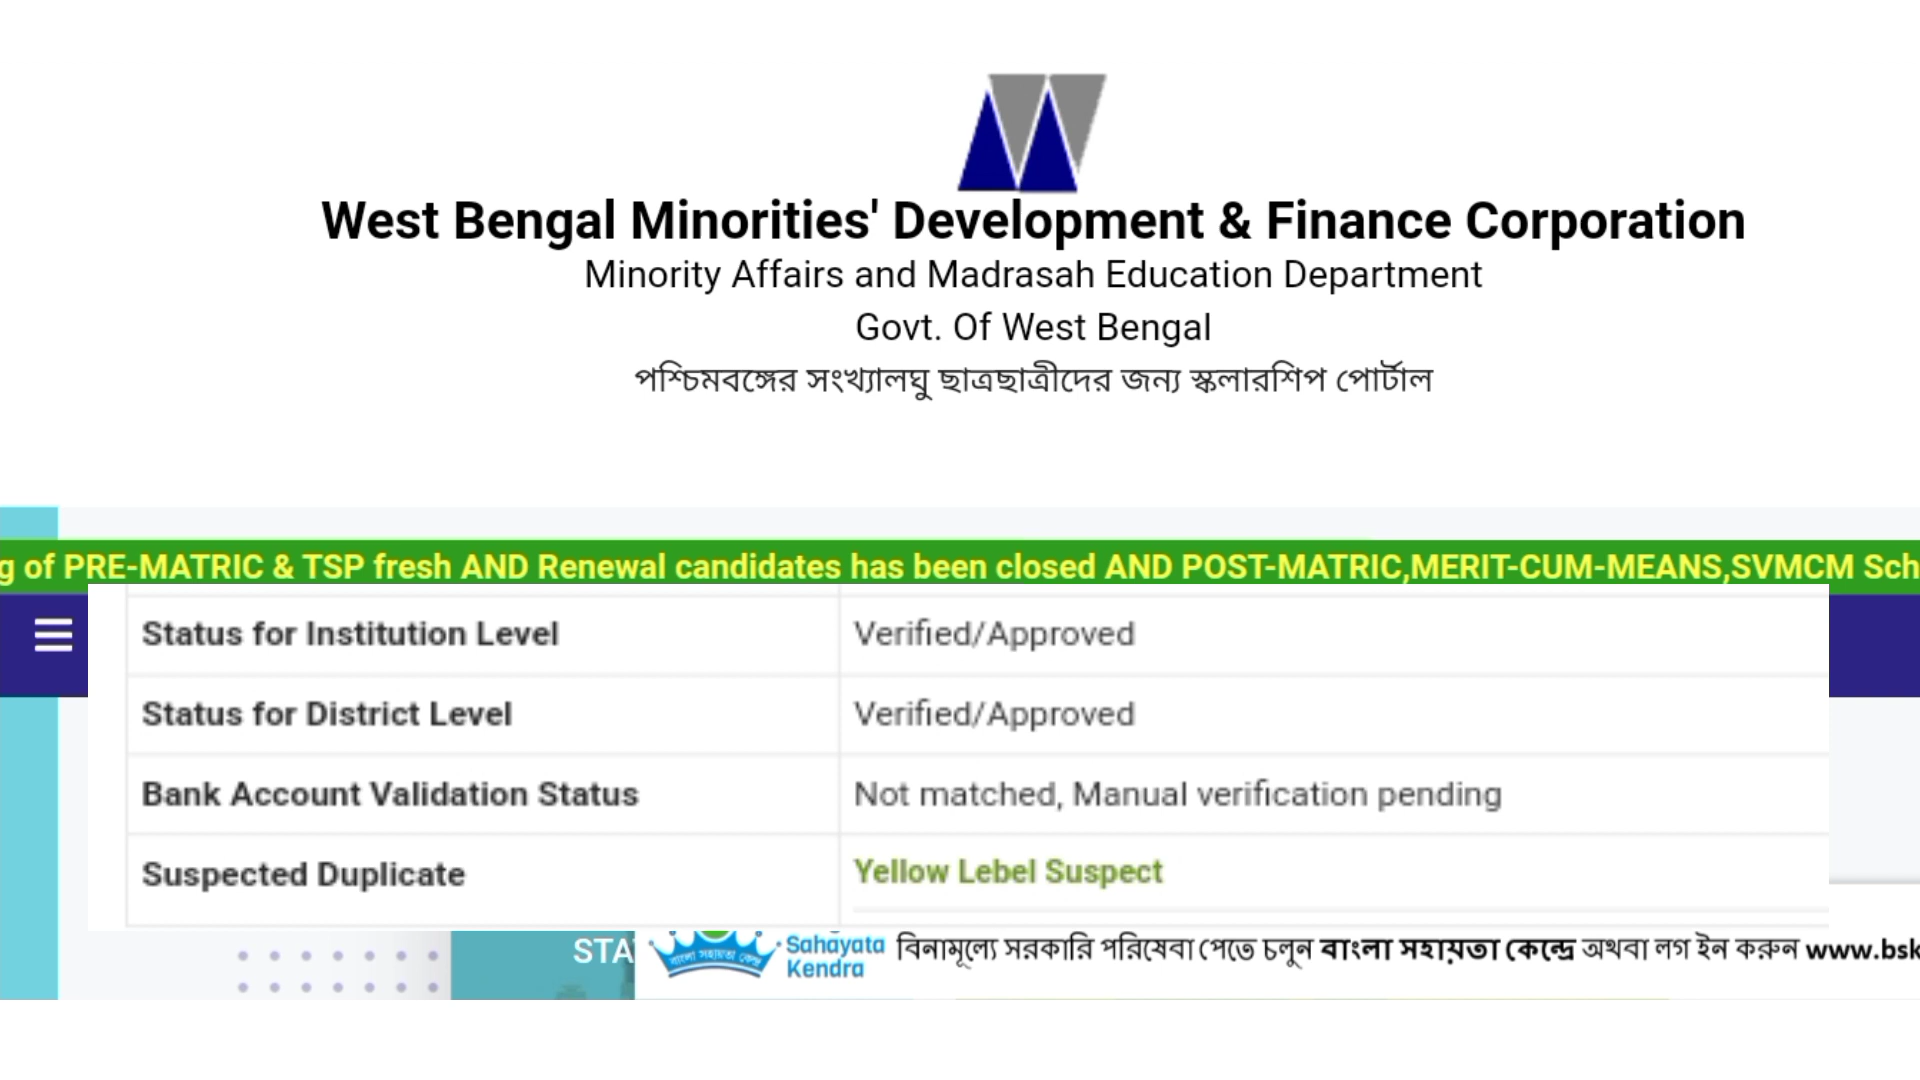 West Bengal Minorities' Development & Finance Corporation
Minority Affairs and Madrasah Education Department
Govt. Of West Bengal
পশ্চিমবঙ্গের সংখ্যালঘু ছাত্রছাত্রীদের জন্য স্কলারশিপ পোর্টাল
g of PRE-MATRIC & TSP fresh AND Renewal candidates has been closed AND POST-MATRIC,MERIT-CUM-MEANS,SVMCM Sch
Status for Institution Level Verified/Approved
Status for District Level Verified/Approved
Bank Account Validation Status Not matched, Manual verification pending
Suspected Duplicate Yellow Lebel Suspect
STA
বাংলা সহায়তা কেন্দ্র
Sahayata
Kendra
বিনামূল্যে সরকারি পরিষেবা পেতে চলুন বাংলা সহায়তা কেন্দ্রে অথবা লগ ইন করুন www.bsk